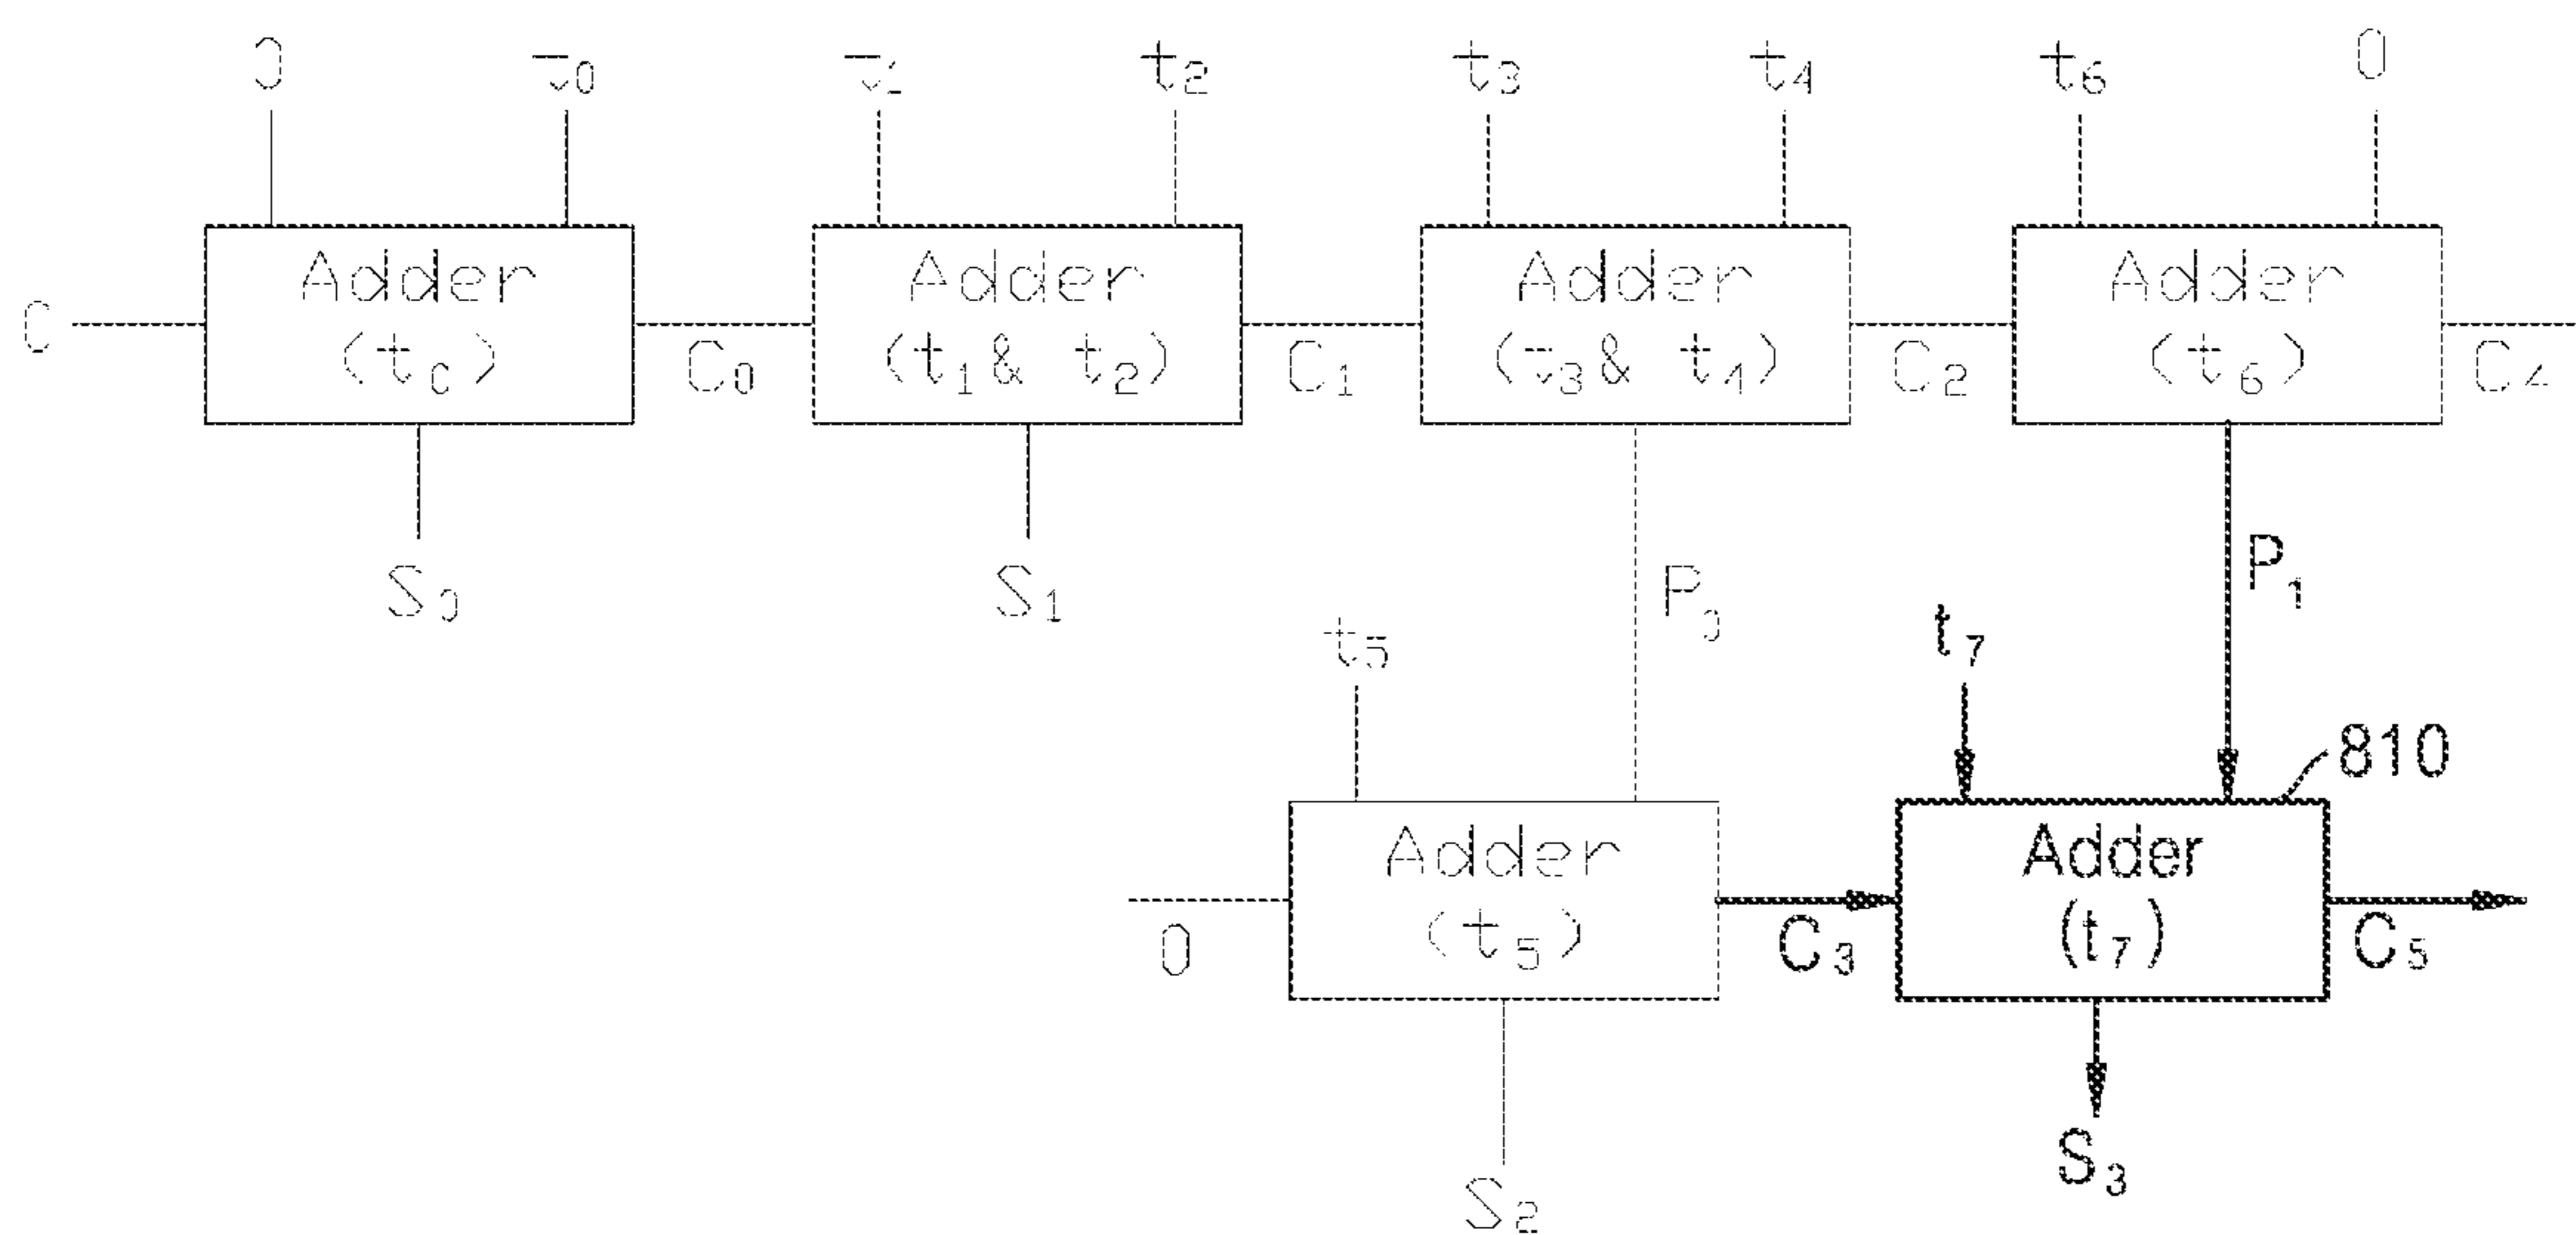 0 t0 t1 t2 t3 t4 t6 0
Adder Adder Adder Adder
0 (t0) C0 (t1& t2) C1 (t3& t4) C2 (t6) C4
S0 S1 P0 P1
t5 t7
810
Adder Adder
0 (t5) C3 (t7) C5
S2 S3